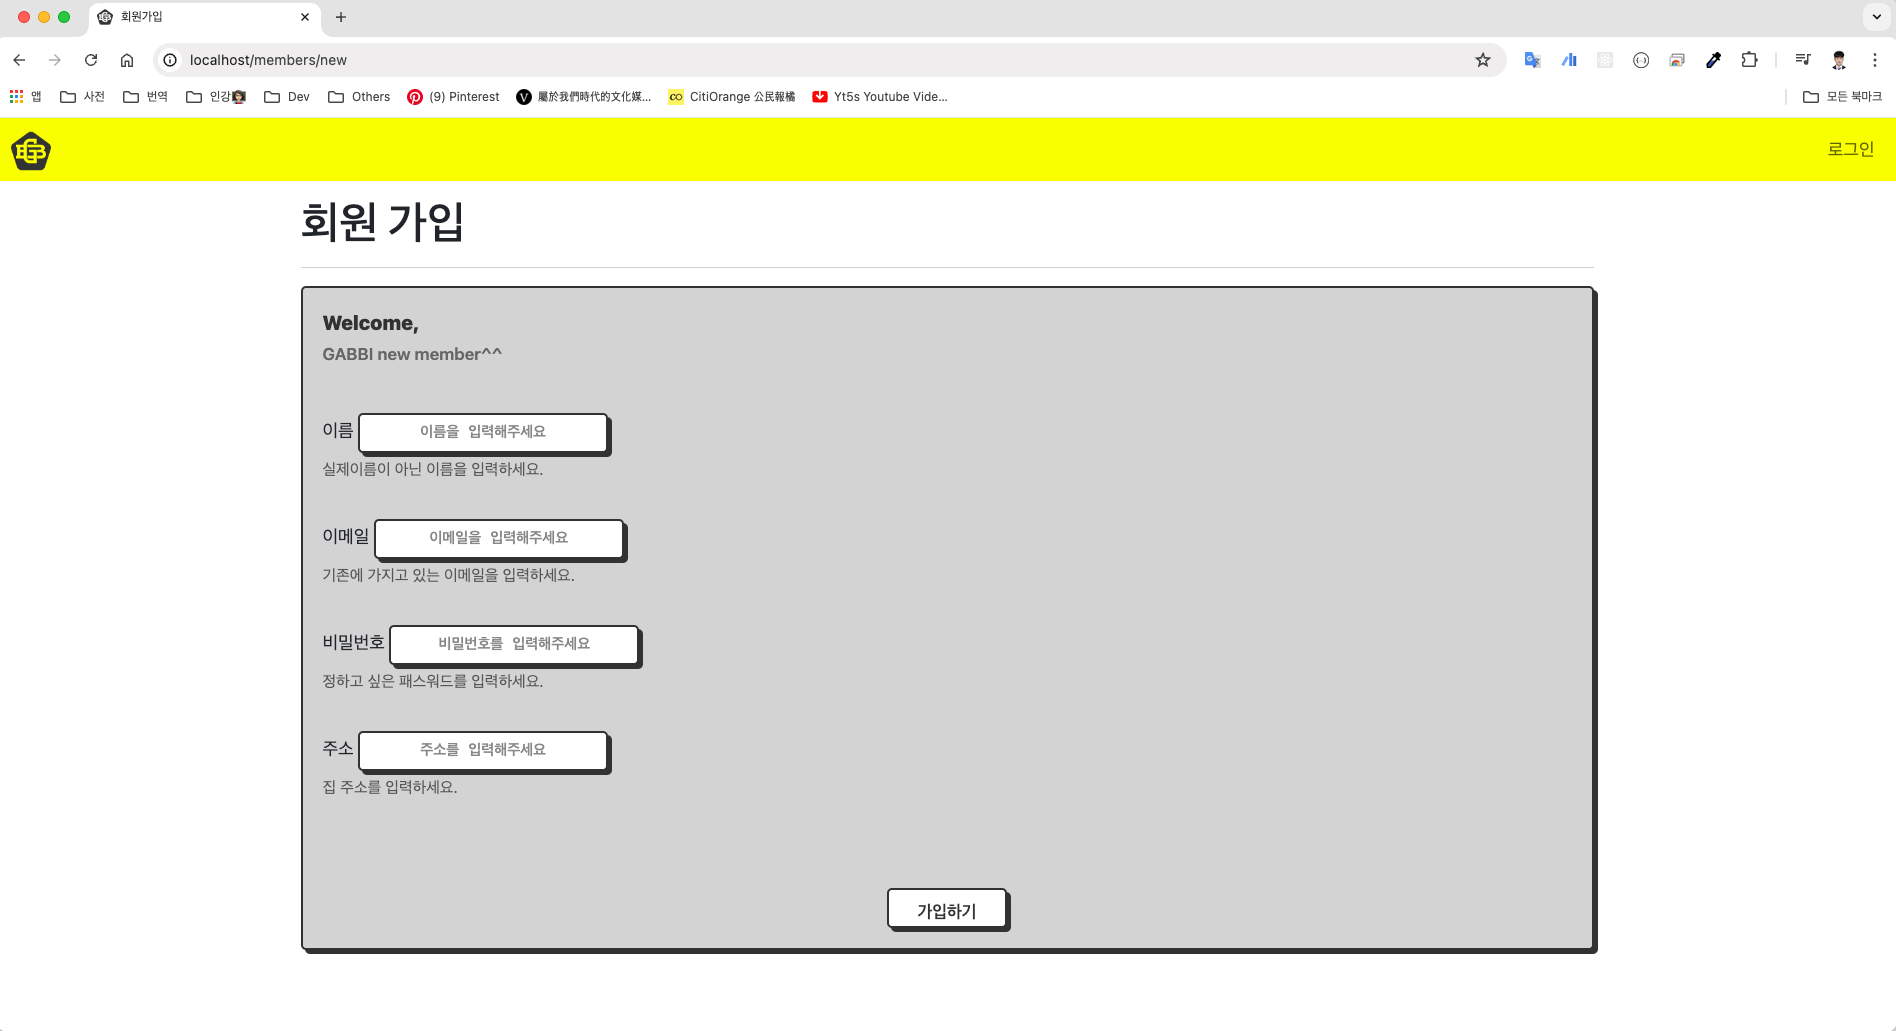 회원가입
localhost/members/new
앱 사전 번역 인강 Dev Others (9) Pinterest 屬於我們時代的文化媒... CitiOrange 公民報橘 Yt5s Youtube Vide... 모든 북마크
로그인
회원 가입
Welcome,
GABBI new member^^
이름 이름을 입력해주세요
실제이름이 아닌 이름을 입력하세요.
이메일 이메일을 입력해주세요
기존에 가지고 있는 이메일을 입력하세요.
비밀번호 비밀번호를 입력해주세요
정하고 싶은 패스워드를 입력하세요.
주소 주소를 입력해주세요
집 주소를 입력하세요.
가입하기